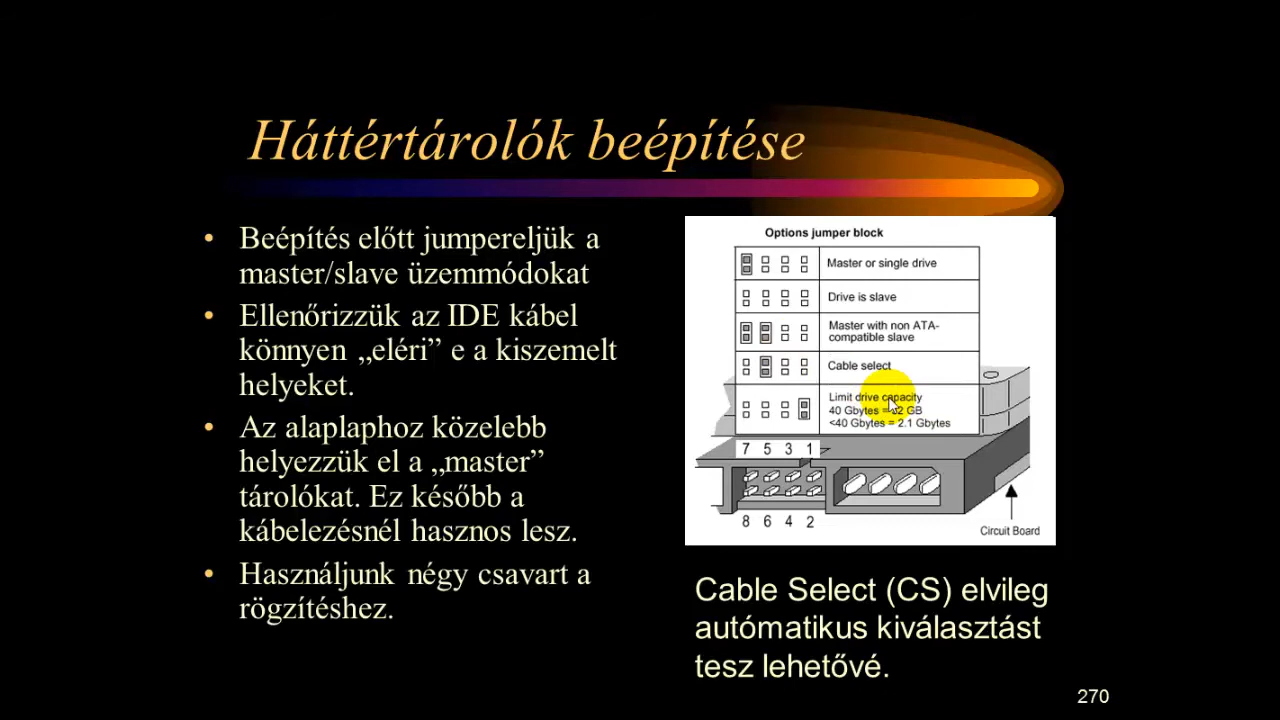 Háttértárolók beépítése
• Beépítés előtt jumpereljük a
master/slave üzemmódokat
• Ellenőrizzük az IDE kábel
könnyen „eléri” e a kiszemelt
helyeket.
• Az alaplaphoz közelebb
helyezzük el a „master”
tárolókat. Ez később a
kábelezésnél hasznos lesz.
• Használjunk négy csavart a
rögzítéshez.
Options jumper block
Master or single drive
Drive is slave
Master with non ATA-
compatible slave
Cable select
Limit drive capacity
40 Gbytes = GB
<40 Gbytes = 2.1 Gbytes
7 5 3 1
8 6 4 2
Circuit Board
Cable Select (CS) elvileg
autómatikus kiválasztást
tesz lehetővé.
270